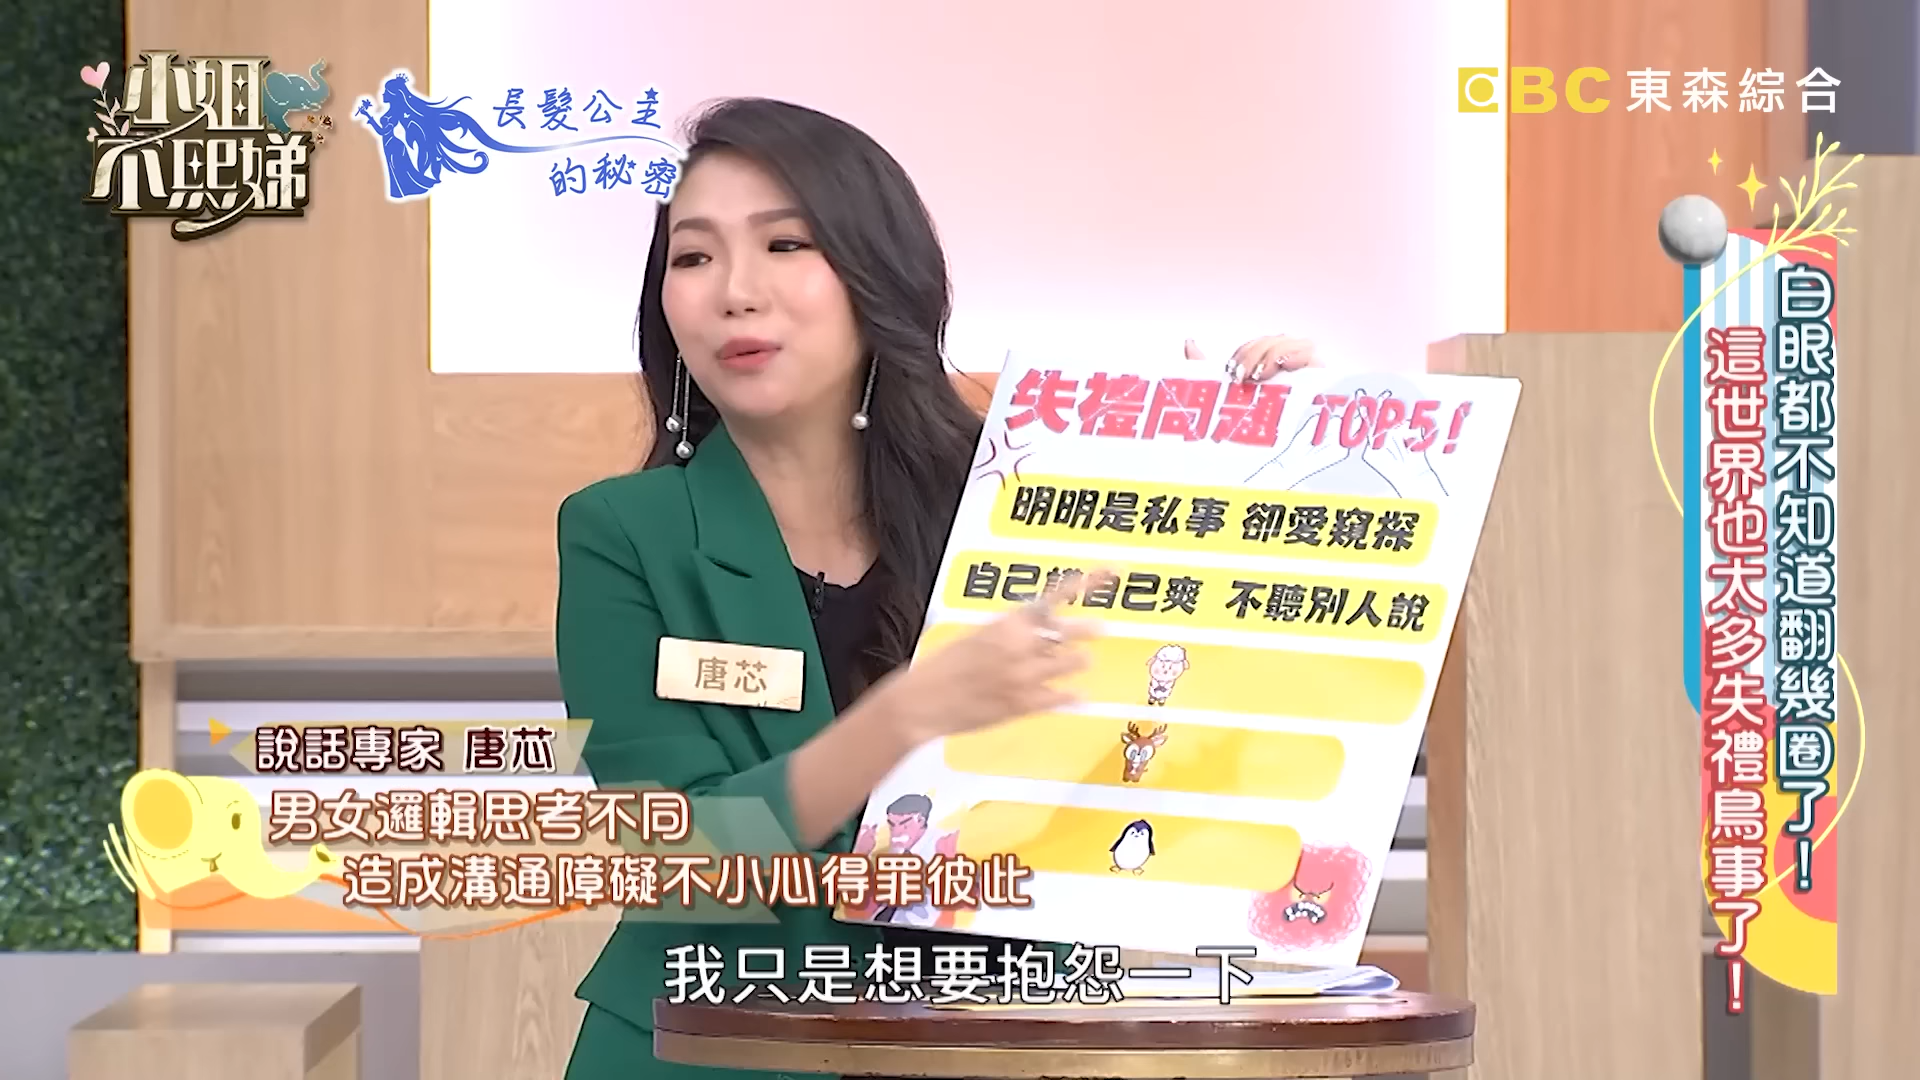 小姐
不熙娣
長髮公主
的秘密
EBC 東森綜合
白眼都不知道翻幾圈了!
這世界也太多失禮鳥事了!
失禮問題 TOP5!
明明是私事 卻愛窺探
自己講自己爽 不聽別人說
唐芯
說話專家 唐芯
男女邏輯思考不同
造成溝通障礙不小心得罪彼此
我只是想要抱怨一下